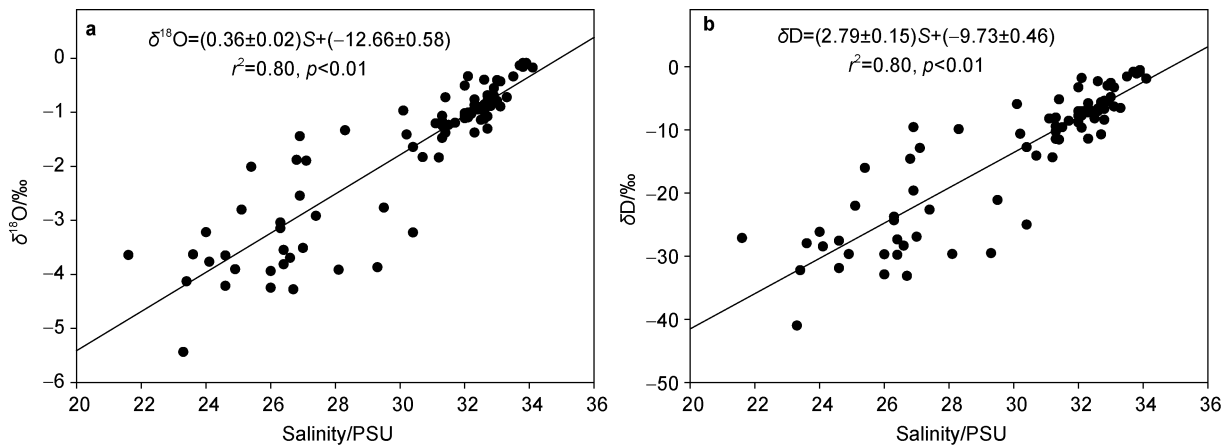 a
δ¹⁸O=(0.36±0.02)S+(−12.66±0.58)
r²=0.80, p<0.01
0
−1
−2
−3
−4
−5
−6
δ¹⁸O/‰
20 22 24 26 28 30 32 34 36
Salinity/PSU
b
δD=(2.79±0.15)S+(−9.73±0.46)
r²=0.80, p<0.01
0
−10
−20
−30
−40
−50
δD/‰
20 22 24 26 28 30 32 34 36
Salinity/PSU